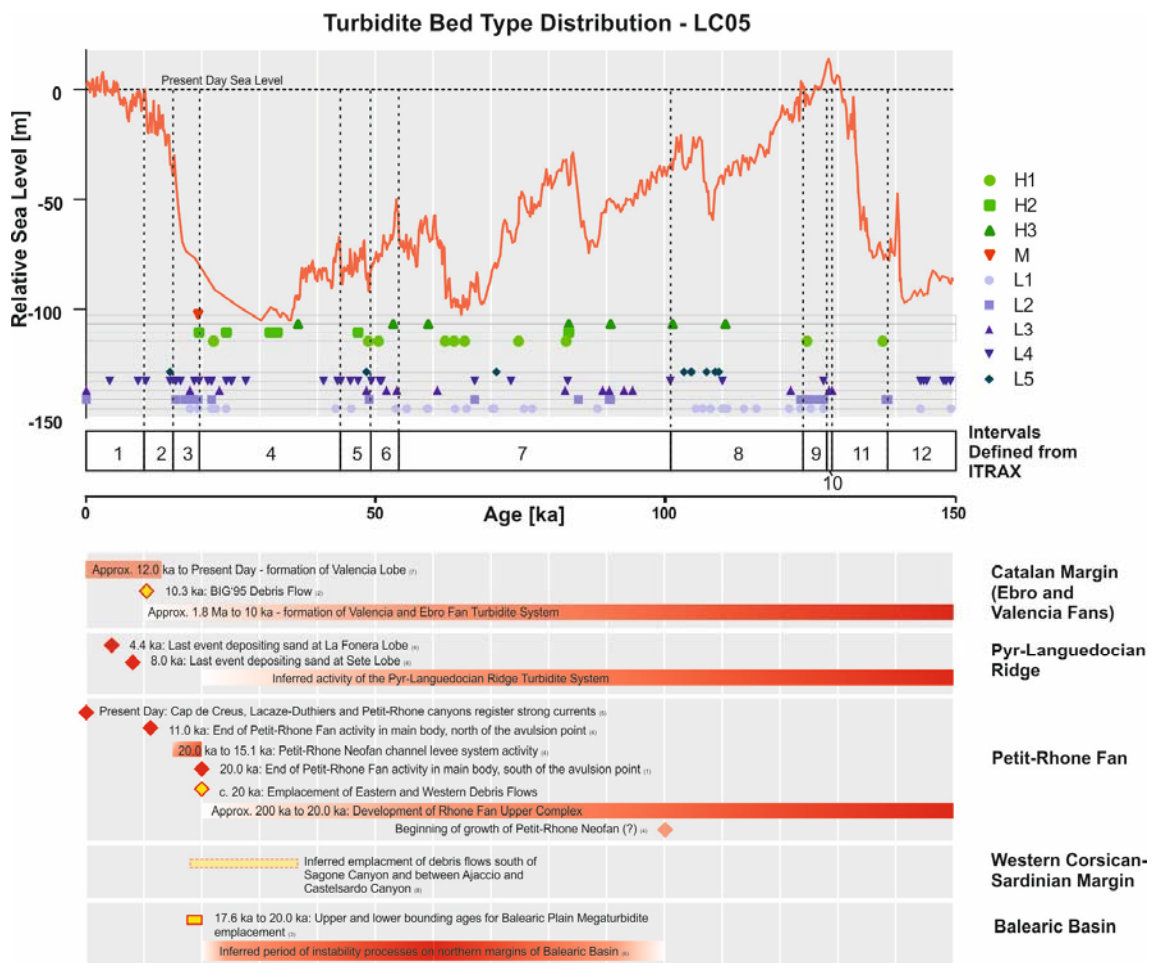 Turbidite Bed Type Distribution - LC05
Relative Sea Level [m]
0
-50
-100
-150
Present Day Sea Level
H1
H2
H3
M
L1
L2
L3
L4
L5
1 2 3 4 5 6 7 8 9 11 12
10
Intervals
Defined from
ITRAX
0 50 100 150
Age [ka]
Approx. 12.0 ka to Present Day - formation of Valencia Lobe (7)
10.3 ka: BIG'95 Debris Flow (2)
Approx. 1.8 Ma to 10 ka - formation of Valencia and Ebro Fan Turbidite System
Catalan Margin
(Ebro and
Valencia Fans)
4.4 ka: Last event depositing sand at La Fonera Lobe
8.0 ka: Last event depositing sand at Sete Lobe
Inferred activity of the Pyr-Languedocian Ridge Turbidite System
Pyr-Languedocian
Ridge
Present Day: Cap de Creus, Lacaze-Duthiers and Petit-Rhone canyons register strong currents
11.0 ka: End of Petit-Rhone Fan activity in main body, north of the avulsion point
20.0 ka to 15.1 ka: Petit-Rhone Neofan channel levee system activity
20.0 ka: End of Petit-Rhone Fan activity in main body, south of the avulsion point (1)
c. 20 ka: Emplacement of Eastern and Western Debris Flows
Approx. 200 ka to 20.0 ka: Development of Rhone Fan Upper Complex
Beginning of growth of Petit-Rhone Neofan (?)
Petit-Rhone Fan
Inferred emplacment of debris flows south of
Sagone Canyon and between Ajaccio and
Castelsardo Canyon
Western Corsican-
Sardinian Margin
17.6 ka to 20.0 ka: Upper and lower bounding ages for Balearic Plain Megaturbidite
emplacement
Inferred period of instability processes on northern margins of Balearic Basin
Balearic Basin